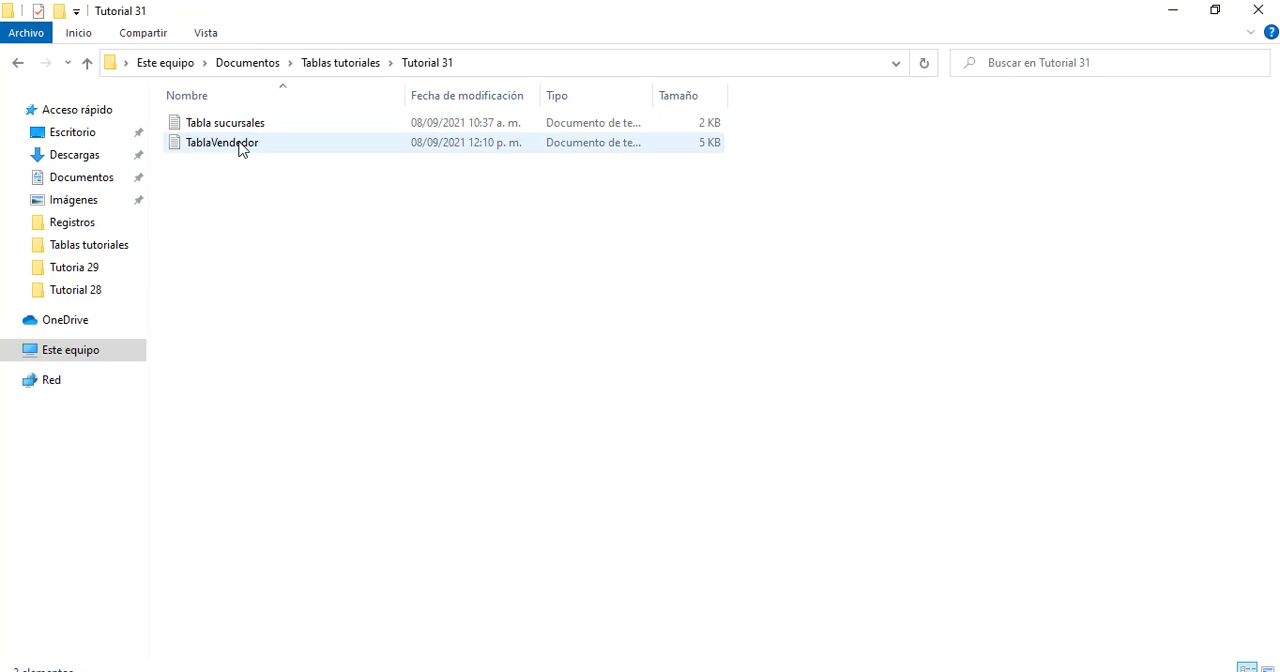 Tutorial 31
Archivo Inicio Compartir Vista
Este equipo Documentos Tablas tutoriales Tutorial 31 Buscar en Tutorial 31
Nombre Fecha de modificación Tipo Tamaño
Tabla sucursales 08/09/2021 10:37 a. m. Documento de te... 2 KB
TablaVendedor 08/09/2021 12:10 p. m. Documento de te... 5 KB
Acceso rápido
Escritorio
Descargas
Documentos
Imágenes
Registros
Tablas tutoriales
Tutoria 29
Tutorial 28
OneDrive
Este equipo
Red
2 elementos